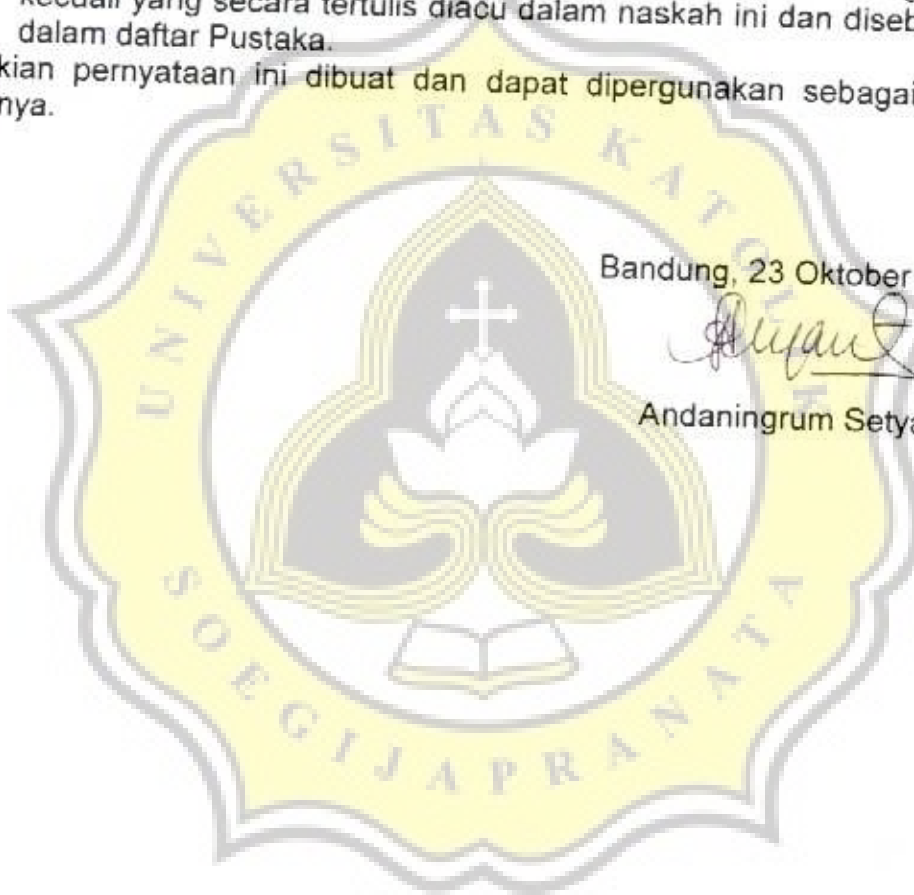 kecuali yang secara tertulis diacu dalam naskah ini dan diseb
dalam daftar Pustaka.
kian pernyataan ini dibuat dan dapat dipergunakan sebagai
nya.
UNIVERSITAS KATOLIK
Bandung, 23 Oktober
Andaningrum Setya
SOEGIJAPRANATA